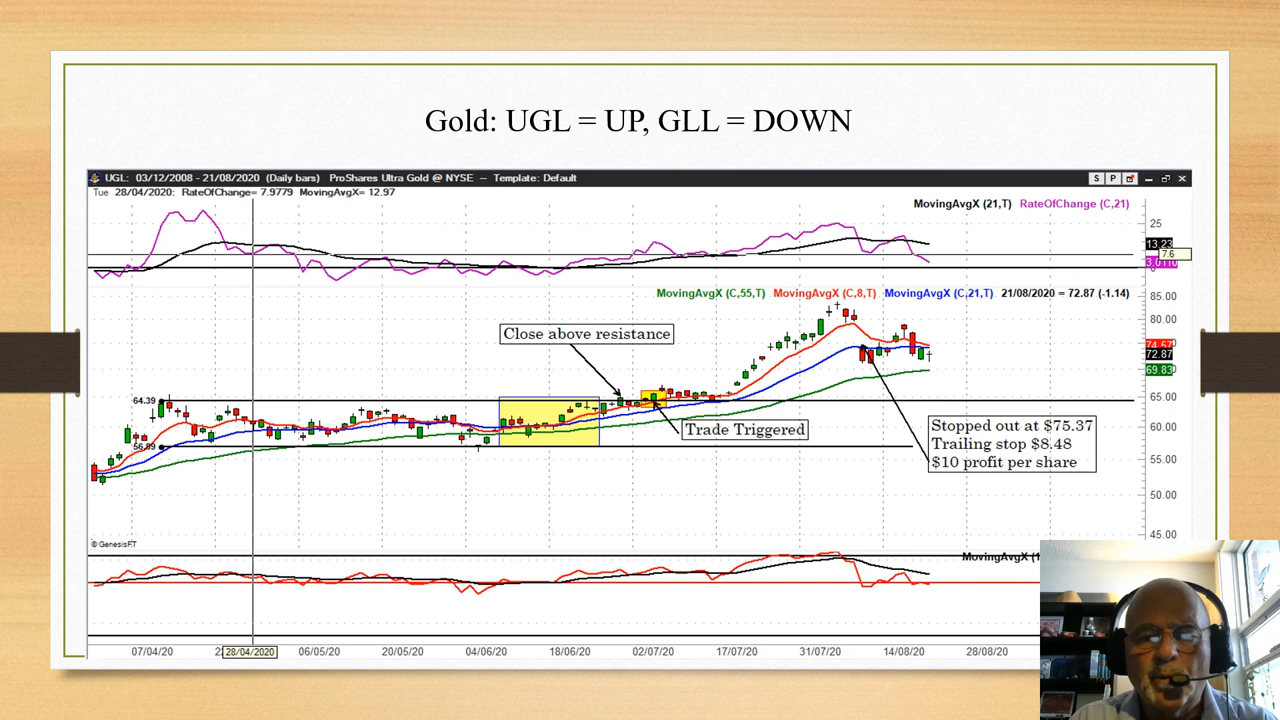 Gold: UGL = UP, GLL = DOWN
UGL: 03/12/2008 - 21/08/2020 (Daily bars) ProShares Ultra Gold @ NYSE -- Template: Default
S P
Tue 28/04/2020: RateOfChange= 7.9779 MovingAvgX= 12.97
MovingAvgX (21,T) RateOfChange (C,21)
25
13.23
7.6
0
MovingAvgX (C,55,T) MovingAvgX (C,8,T) MovingAvgX (C,21,T) 21/08/2020 = 72.87 (-1.14)
85.00
80.00
Close above resistance
74.57
72.87
69.83
64.39
65.00
Trade Triggered
60.00
Stopped out at $75.37
Trailing stop $8.48
$10 profit per share
55.00
50.00
45.00
© GenesisFT
MovingAvgX (1
07/04/20 28/04/2020 06/05/20 20/05/20 04/06/20 18/06/20 02/07/20 17/07/20 31/07/20 14/08/20 28/08/20